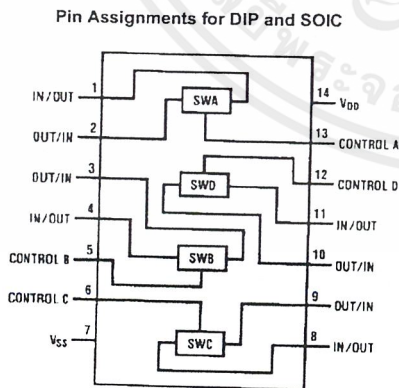 Pin Assignments for DIP and SOIC
IN/OUT 1
OUT/IN 2
OUT/IN 3
IN/OUT 4
CONTROL B 5
CONTROL C 6
VSS 7
SWA
SWD
SWB
SWC
14 VDD
13 CONTROL A
12 CONTROL D
11 IN/OUT
10 OUT/IN
9 OUT/IN
8 IN/OUT